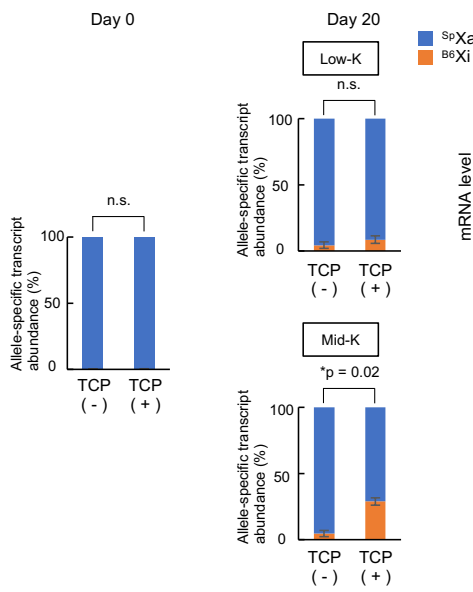 Day 0
Day 20
SpXa
B6Xi
Low-K
n.s.
Allele-specific transcript
abundance (%)
100
50
0
TCP
( - )
TCP
( + )
mRNA level
n.s.
Allele-specific transcript
abundance (%)
100
50
0
TCP
( - )
TCP
( + )
Mid-K
*p = 0.02
Allele-specific transcript
abundance (%)
100
50
0
TCP
( - )
TCP
( + )